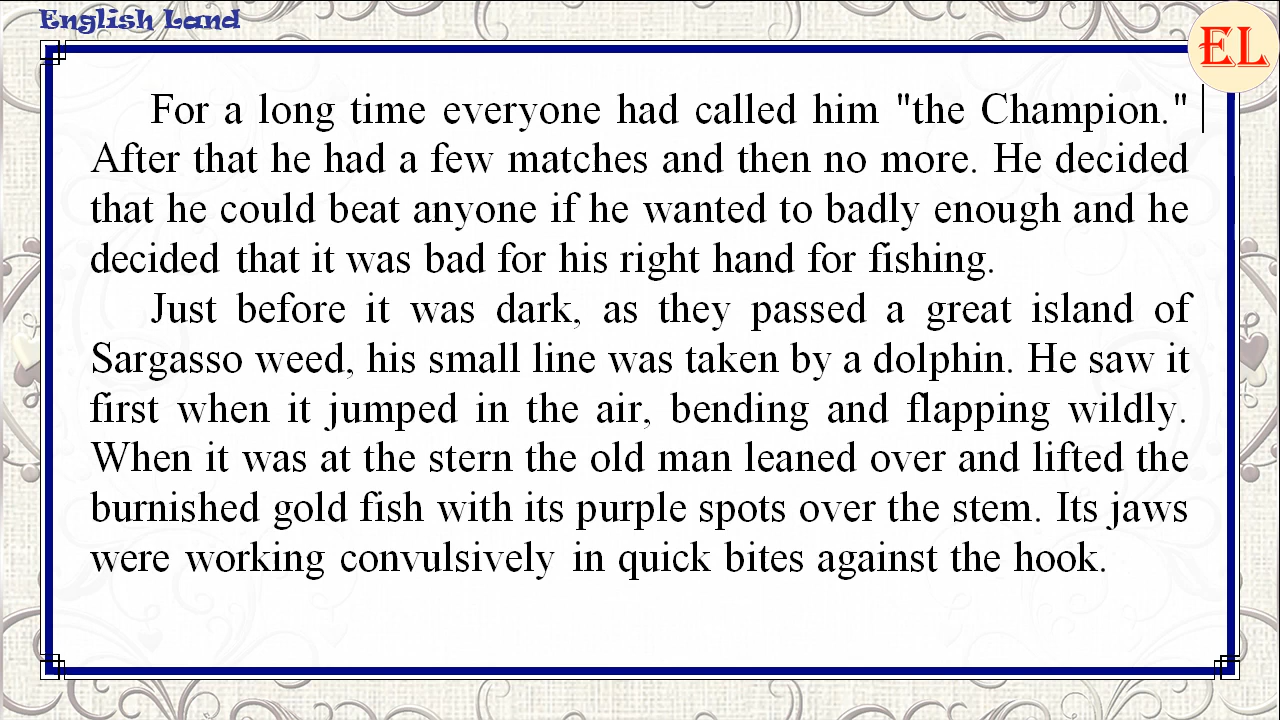 English Land
EL
For a long time everyone had called him "the Champion."
After that he had a few matches and then no more. He decided
that he could beat anyone if he wanted to badly enough and he
decided that it was bad for his right hand for fishing.
Just before it was dark, as they passed a great island of
Sargasso weed, his small line was taken by a dolphin. He saw it
first when it jumped in the air, bending and flapping wildly.
When it was at the stern the old man leaned over and lifted the
burnished gold fish with its purple spots over the stem. Its jaws
were working convulsively in quick bites against the hook.